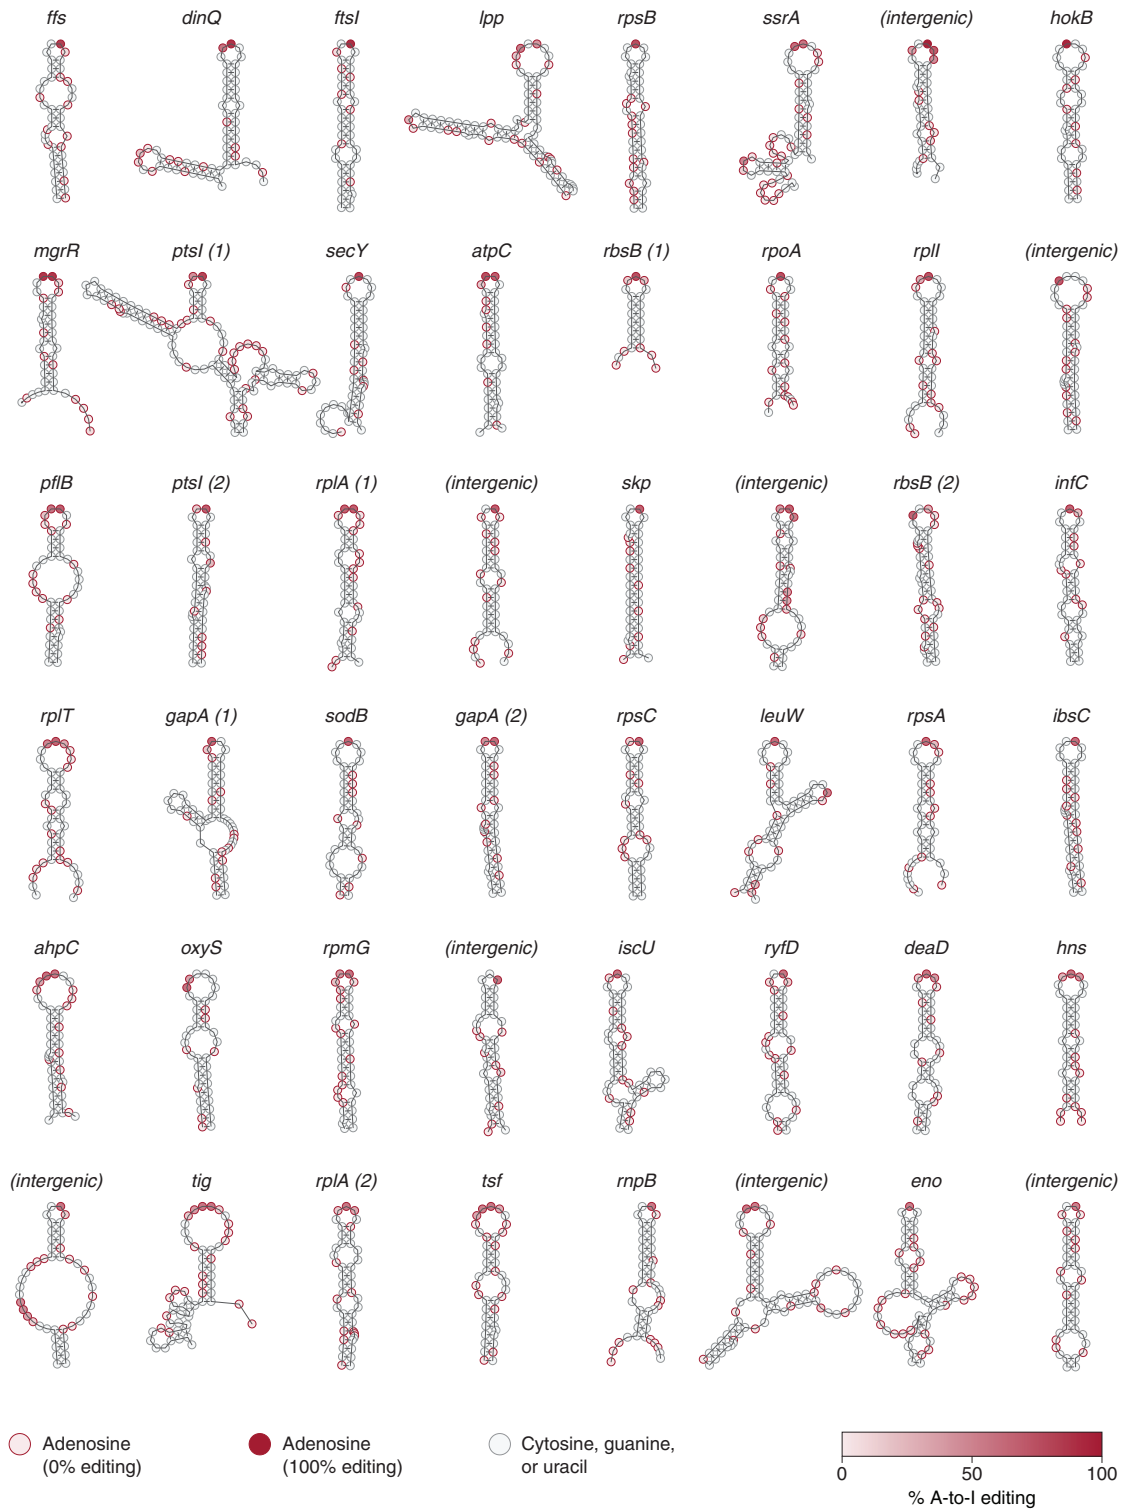 ffs dinQ ftsI lpp rpsB ssrA (intergenic) hokB
mgrR ptsI (1) secY atpC rbsB (1) rpoA rplI (intergenic)
pflB ptsI (2) rplA (1) (intergenic) skp (intergenic) rbsB (2) infC
rplT gapA (1) sodB gapA (2) rpsC leuW rpsA ibsC
ahpC oxyS rpmG (intergenic) iscU ryfD deaD hns
(intergenic) tig rplA (2) tsf rnpB (intergenic) eno (intergenic)
Adenosine
(0% editing)
Adenosine
(100% editing)
Cytosine, guanine,
or uracil
0 50 100
% A-to-I editing